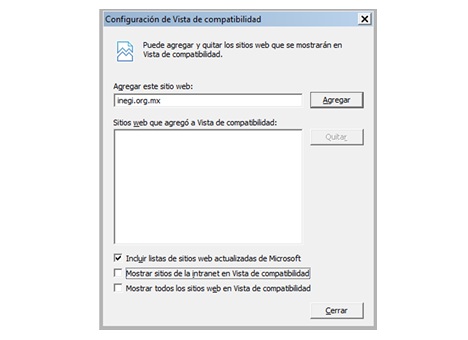 Configuración de Vista de compatibilidad
Puede agregar y quitar los sitios web que se mostrarán en
Vista de compatibilidad.
Agregar este sitio web:
inegi.org.mx
Agregar
Sitios web que agregó a Vista de compatibilidad:
Quitar
Incluir listas de sitios web actualizadas de Microsoft
Mostrar sitios de la intranet en Vista de compatibilidad
Mostrar todos los sitios web en Vista de compatibilidad
Cerrar